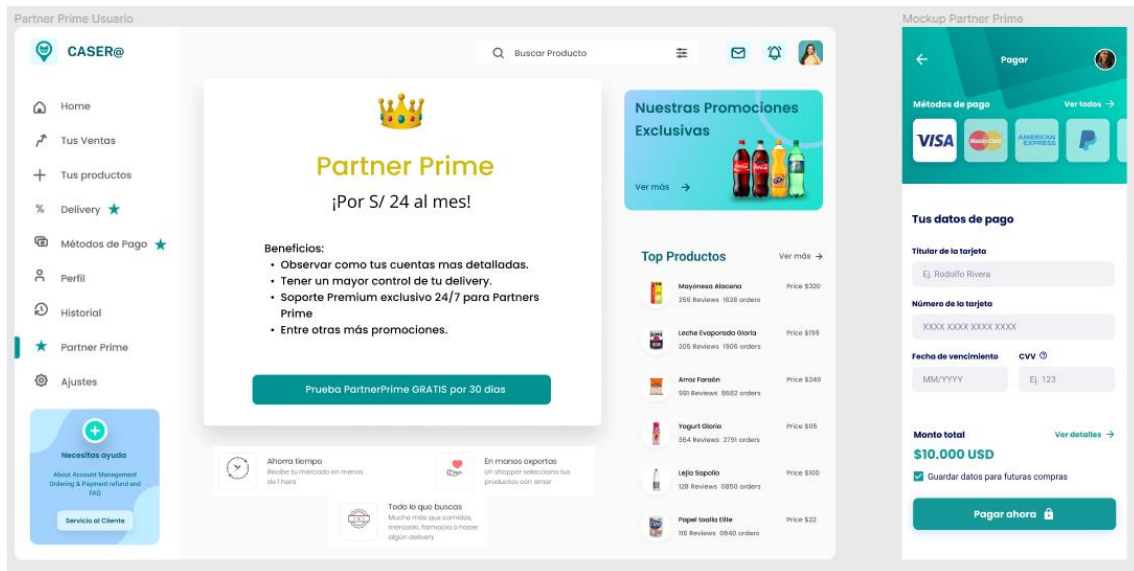 Partner Prime Usuario
CASER@
Buscar Producto
Home
Tus Ventas
Tus productos
Delivery
Métodos de Pago
Perfil
Historial
Partner Prime
Ajustes
Necesitas ayuda
About Account Management
Ordering & Payment refund and
FAQ
Servicio al Cliente
Partner Prime
¡Por S/ 24 al mes!
Beneficios:
• Observar como tus cuentas mas detalladas.
• Tener un mayor control de tu delivery.
• Soporte Premium exclusivo 24/7 para Partners
Prime
• Entre otras más promociones.
Prueba PartnerPrime GRATIS por 30 dias
Ahorra tiempo
Recibe tu mercado en menos
de 1 hora
En manos expertas
Un shopper selecciona tus
productos con amor
Todo lo que buscas
Mucho más que comidas,
mercado, farmacia o hacer
algún delivery
Nuestras Promociones
Exclusivas
Ver más →
Top Productos
Ver más →
Mayonesa Alacena Price $320
256 Reviews 1628 orders
Leche Evaporada Gloria Price $199
205 Reviews 1906 orders
Arroz Faraón Price $249
991 Reviews 8682 orders
Yogurt Gloria
364 Reviews 2791 orders
Lejía Sapolio Price $100
128 Reviews 0850 orders
Papel toalla Elite Price $22
116 Reviews 0640 orders
Mockup Partner Prime
Pagar
Métodos de pago
Ver todos →
VISA
MasterCard
AMERICAN
EXPRESS
Tus datos de pago
Titular de la tarjeta
Ej. Rodolfo Rivera
Número de la tarjeta
XXXX XXXX XXXX XXXX
Fecha de vencimiento CVV
MM/YYYY Ej. 123
Monto total Ver detalles →
$10.000 USD
Guardar datos para futuras compras
Pagar ahora